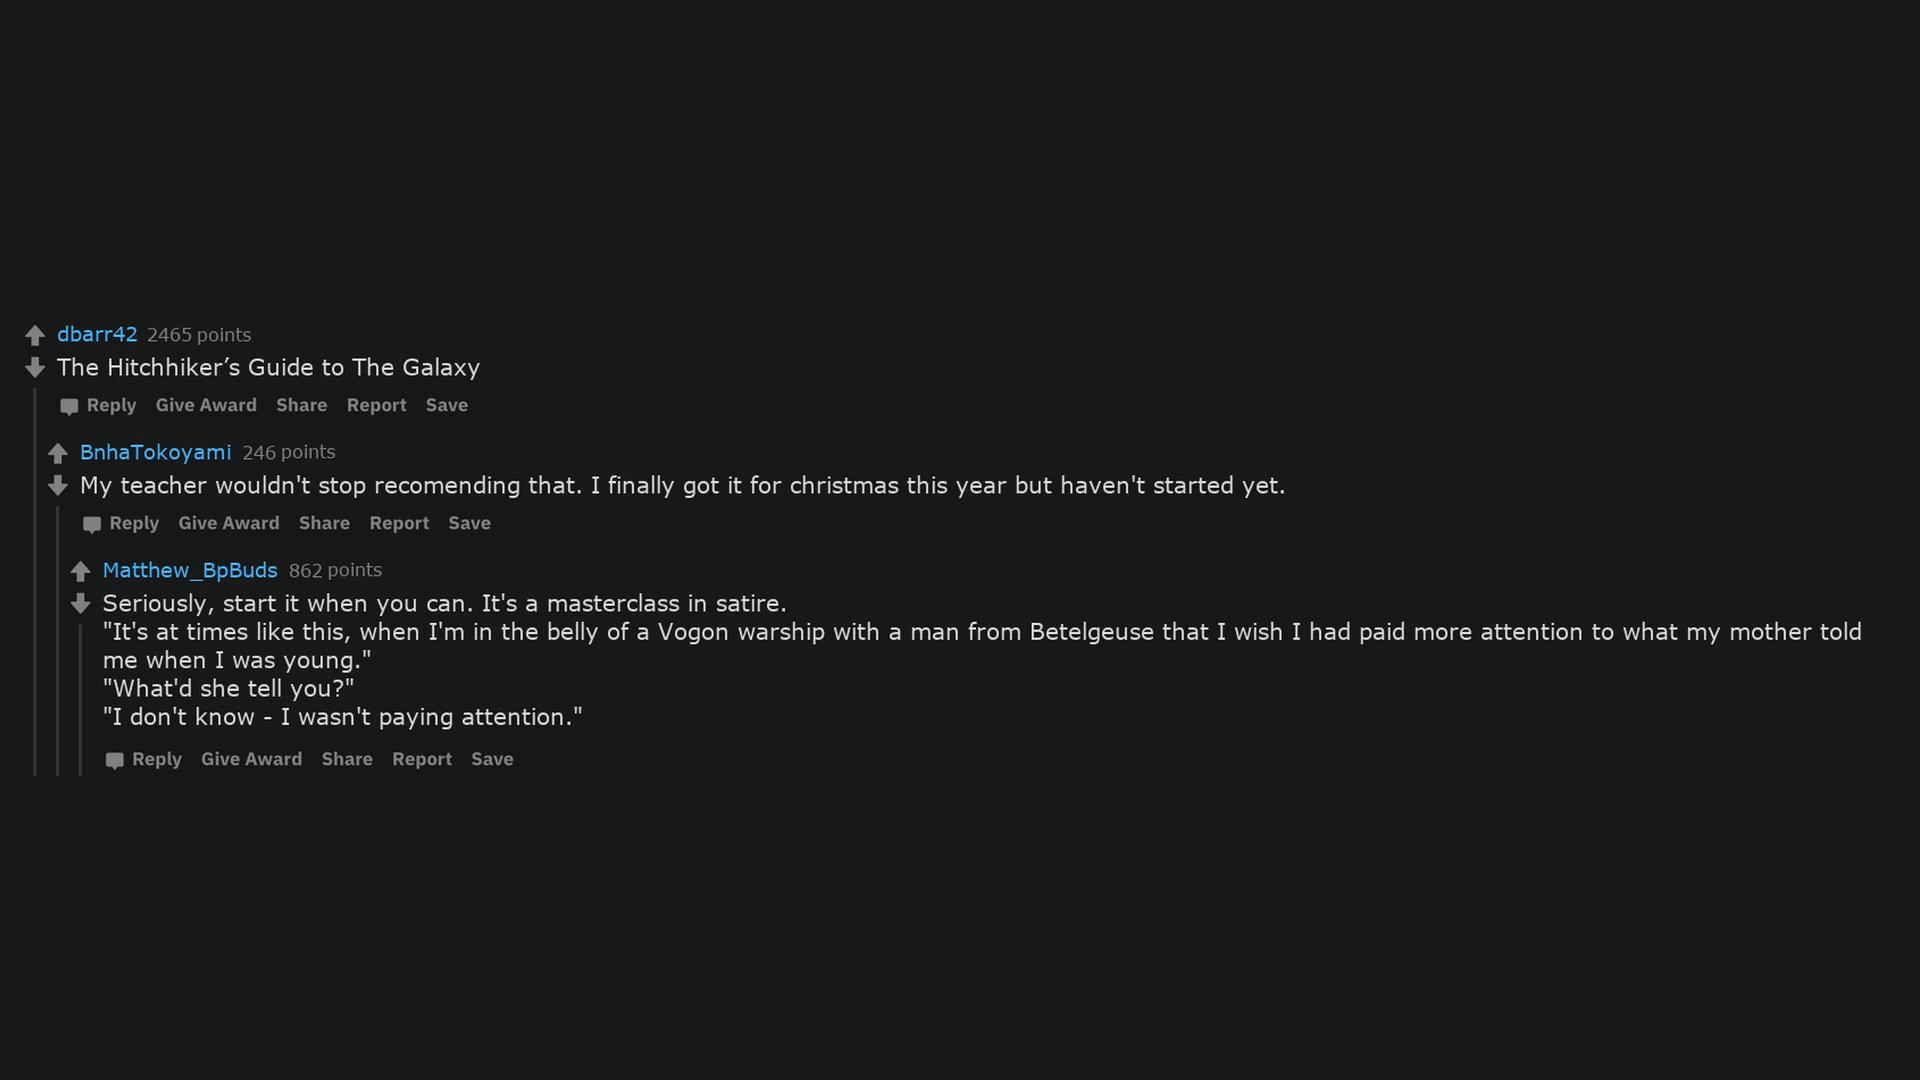 dbarr42 2465 points
The Hitchhiker’s Guide to The Galaxy
Reply Give Award Share Report Save
BnhaTokoyami 246 points
My teacher wouldn't stop recomending that. I finally got it for christmas this year but haven't started yet.
Reply Give Award Share Report Save
Matthew_BpBuds 862 points
Seriously, start it when you can. It's a masterclass in satire.
"It's at times like this, when I'm in the belly of a Vogon warship with a man from Betelgeuse that I wish I had paid more attention to what my mother told
me when I was young."
"What'd she tell you?"
"I don't know - I wasn't paying attention."
Reply Give Award Share Report Save